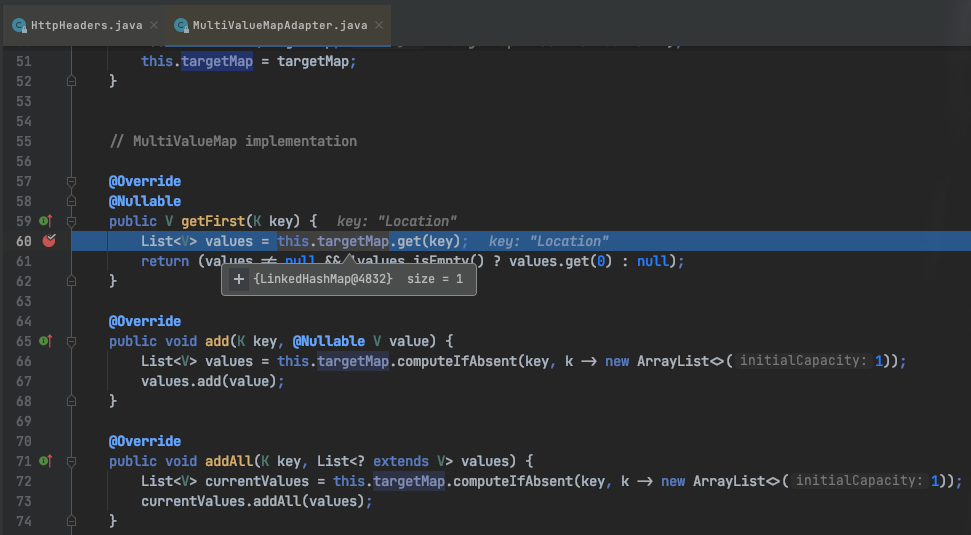 HttpHeaders.java
MultiValueMapAdapter.java
51 this.targetMap = targetMap;
52 }
53
54
55 // MultiValueMap implementation
56
57 @Override
58 @Nullable
59 public V getFirst(K key) { key: "Location"
60 List<V> values = this.targetMap.get(key); key: "Location"
61 return (values != null && !values.isEmpty() ? values.get(0) : null);
{LinkedHashMap@4832} size = 1
62 }
63
64 @Override
65 public void add(K key, @Nullable V value) {
66 List<V> values = this.targetMap.computeIfAbsent(key, k -> new ArrayList<>( initialCapacity: 1));
67 values.add(value);
68 }
69
70 @Override
71 public void addAll(K key, List<? extends V> values) {
72 List<V> currentValues = this.targetMap.computeIfAbsent(key, k -> new ArrayList<>( initialCapacity: 1));
73 currentValues.addAll(values);
74 }